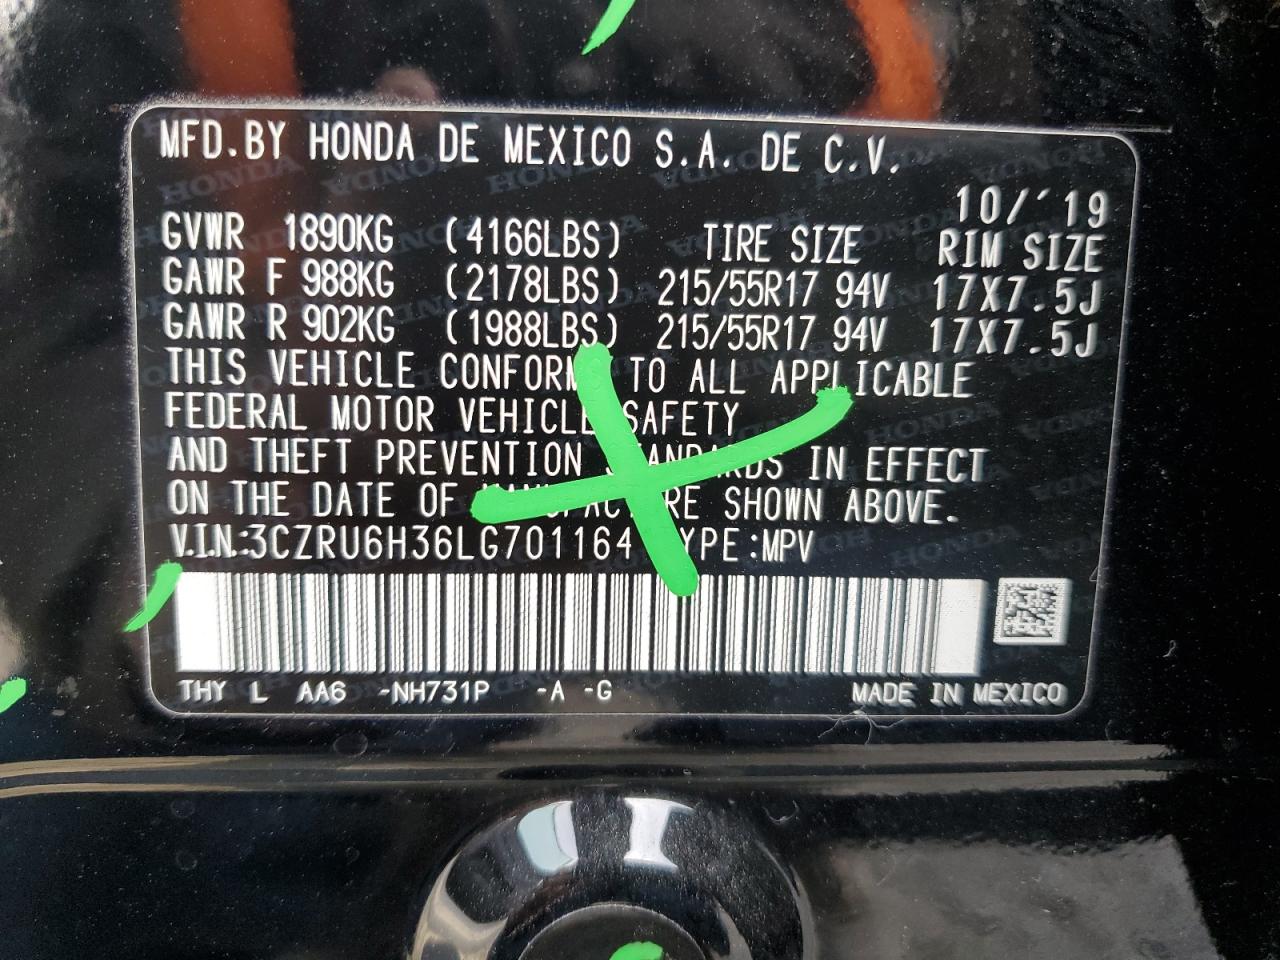 MFD.BY HONDA DE MEXICO S.A. DE C.V.
10/'19
GVWR 1890KG (4166LBS) TIRE SIZE RIM SIZE
GAWR F 988KG (2178LBS) 215/55R17 94V 17X7.5J
GAWR R 902KG (1988LBS) 215/55R17 94V 17X7.5J
THIS VEHICLE CONFORMS TO ALL APPLICABLE
FEDERAL MOTOR VEHICLE SAFETY
AND THEFT PREVENTION STANDARDS IN EFFECT
ON THE DATE OF MANUFACTURE SHOWN ABOVE.
V.I.N.:3CZRU6H36LG701164 TYPE:MPV
THY L AA6 -NH731P -A -G MADE IN MEXICO